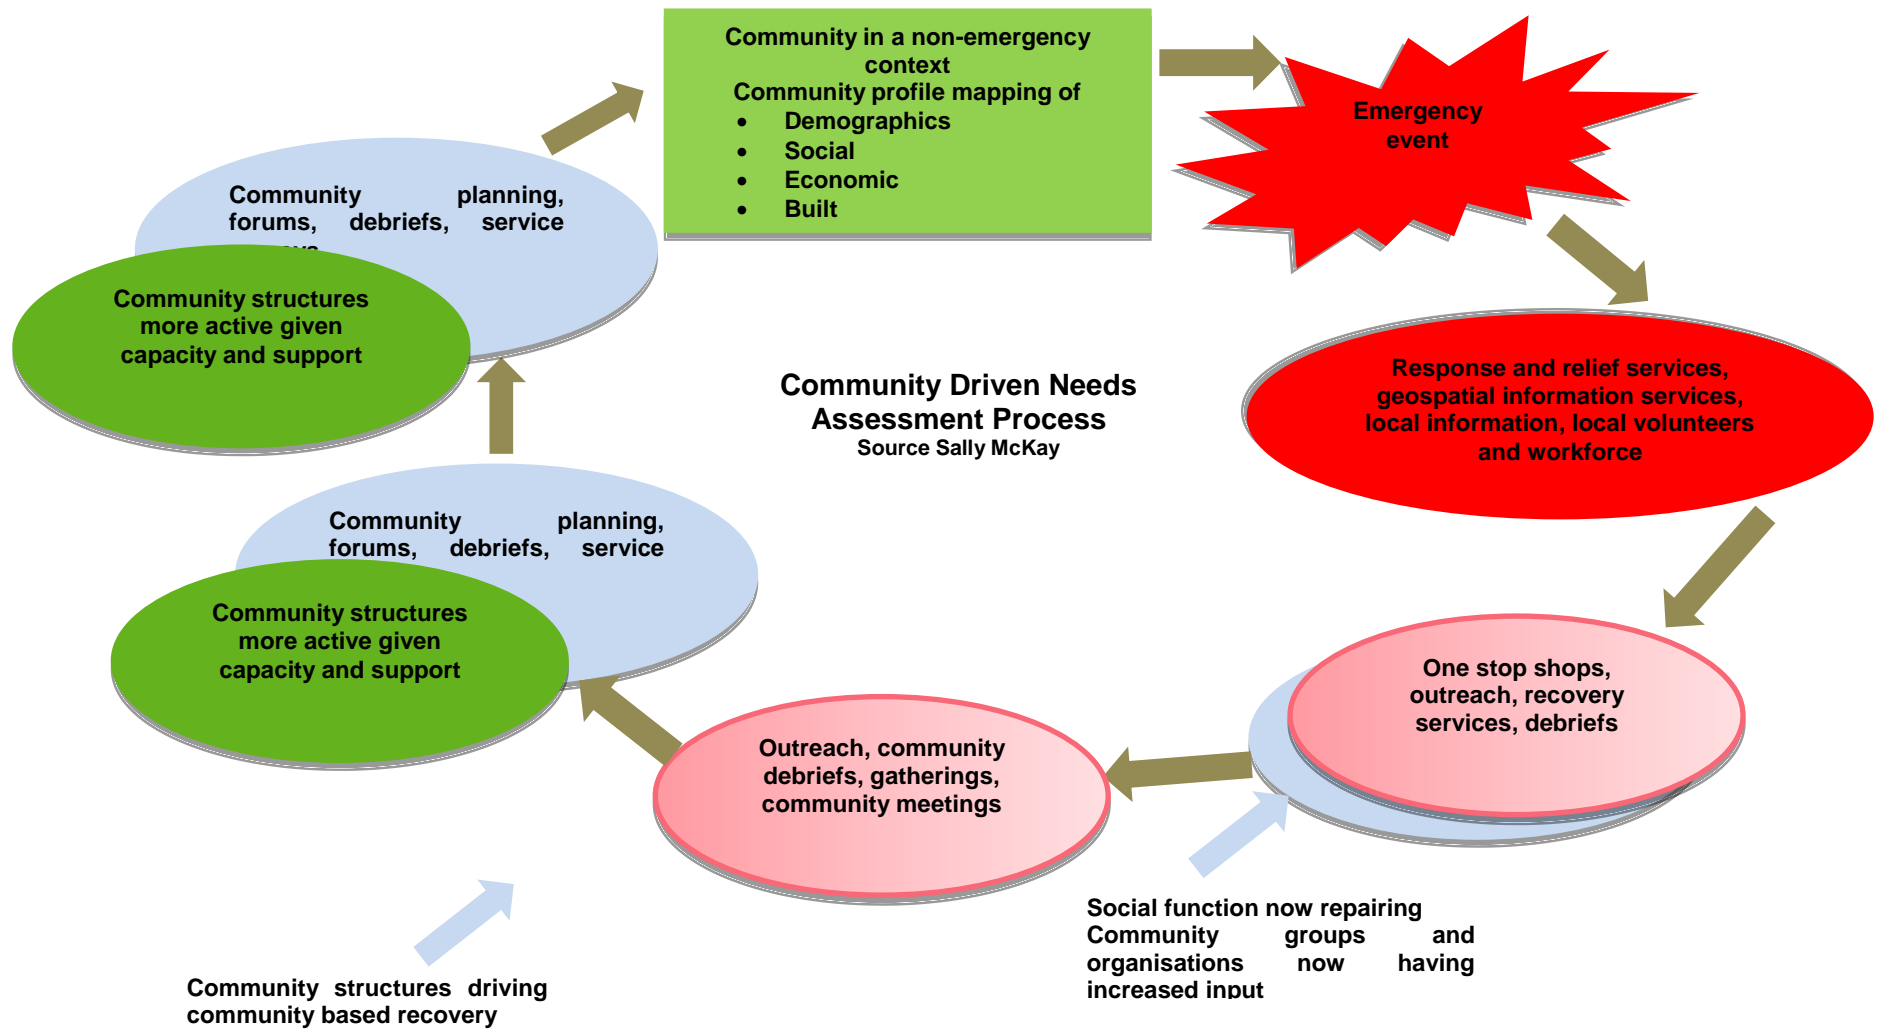 Community in a non-emergency
context
Community profile mapping of
• Demographics
• Social
• Economic
• Built
Emergency
event
Response and relief services,
geospatial information services,
local information, local volunteers
and workforce
One stop shops,
outreach, recovery
services, debriefs
Social function now repairing
Community groups and
organisations now having
increased input
Outreach, community
debriefs, gatherings,
community meetings
Community structures driving
community based recovery
Community planning,
forums, debriefs, service
Community structures
more active given
capacity and support
Community planning,
forums, debriefs, service
Community structures
more active given
capacity and support
Community Driven Needs
Assessment Process
Source Sally McKay